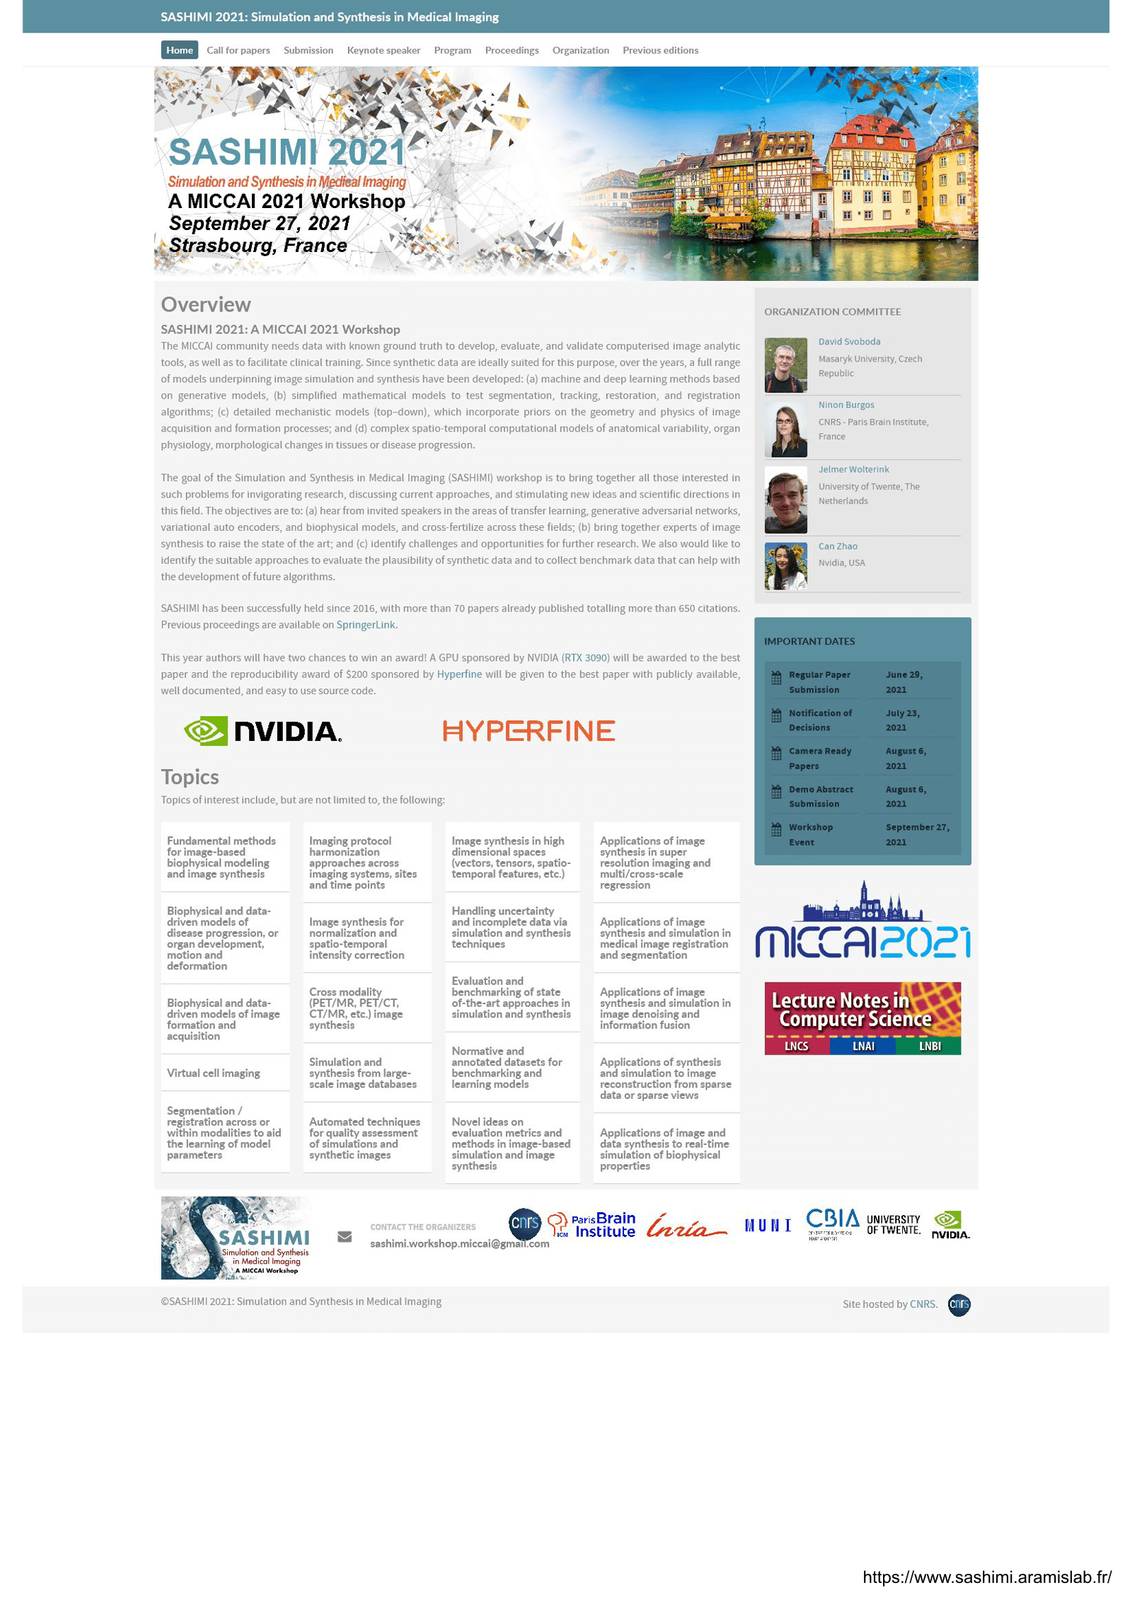 SASHIMI 2021: Simulation and Synthesis in Medical Imaging
Home Call for papers Submission Keynote speaker Program Proceedings Organization Previous editions
SASHIMI 2021
Simulation and Synthesis in Medical Imaging
A MICCAI 2021 Workshop
September 27, 2021
Strasbourg, France
Overview
SASHIMI 2021: A MICCAI 2021 Workshop
The MICCAI community needs data with known ground truth to develop, evaluate, and validate computerised image analytic
tools, as well as to facilitate clinical training. Since synthetic data are ideally suited for this purpose, over the years, a full range
of models underpinning image simulation and synthesis have been developed: (a) machine and deep learning methods based
on generative models, (b) simplified mathematical models to test segmentation, tracking, restoration, and registration
algorithms; (c) detailed mechanistic models (top–down), which incorporate priors on the geometry and physics of image
acquisition and formation processes; and (d) complex spatio-temporal computational models of anatomical variability, organ
physiology, morphological changes in tissues or disease progression.
The goal of the Simulation and Synthesis in Medical Imaging (SASHIMI) workshop is to bring together all those interested in
such problems for invigorating research, discussing current approaches, and stimulating new ideas and scientific directions in
this field. The objectives are to: (a) hear from invited speakers in the areas of transfer learning, generative adversarial networks,
variational auto encoders, and biophysical models, and cross-fertilize across these fields; (b) bring together experts of image
synthesis to raise the state of the art; and (c) identify challenges and opportunities for further research. We also would like to
identify the suitable approaches to evaluate the plausibility of synthetic data and to collect benchmark data that can help with
the development of future algorithms.
SASHIMI has been successfully held since 2016, with more than 70 papers already published totalling more than 650 citations.
Previous proceedings are available on SpringerLink.
This year authors will have two chances to win an award! A GPU sponsored by NVIDIA (RTX 3090) will be awarded to the best
paper and the reproducibility award of $200 sponsored by Hyperfine will be given to the best paper with publicly available,
well documented, and easy to use source code.
NVIDIA. HYPERFINE
Topics
Topics of interest include, but are not limited to, the following:
Fundamental methods
for image-based
biophysical modeling
and image synthesis
Biophysical and data-
driven models of
disease progression, or
organ development,
motion and
deformation
Biophysical and data-
driven models of image
formation and
acquisition
Virtual cell imaging
Segmentation /
registration across or
within modalities to aid
the learning of model
parameters
Imaging protocol
harmonization
approaches across
imaging systems, sites
and time points
Image synthesis for
normalization and
spatio-temporal
intensity correction
Cross modality
(PET/MR, PET/CT,
CT/MR, etc.) image
synthesis
Simulation and
synthesis from large-
scale image databases
Automated techniques
for quality assessment
of simulations and
synthetic images
Image synthesis in high
dimensional spaces
(vectors, tensors, spatio-
temporal features, etc.)
Handling uncertainty
and incomplete data via
simulation and synthesis
techniques
Evaluation and
benchmarking of state
of-the-art approaches in
simulation and synthesis
Normative and
annotated datasets for
benchmarking and
learning models
Novel ideas on
evaluation metrics and
methods in image-based
simulation and image
synthesis
Applications of image
synthesis in super
resolution imaging and
multi/cross-scale
regression
Applications of image
synthesis and simulation in
medical image registration
and segmentation
Applications of image
synthesis and simulation in
image denoising and
information fusion
Applications of synthesis
and simulation to image
reconstruction from sparse
data or sparse views
Applications of image and
data synthesis to real-time
simulation of biophysical
properties
ORGANIZATION COMMITTEE
David Svoboda
Masaryk University, Czech
Republic
Ninon Burgos
CNRS - Paris Brain Institute,
France
Jelmer Wolterink
University of Twente, The
Netherlands
Can Zhao
Nvidia, USA
IMPORTANT DATES
Regular Paper June 29,
Submission 2021
Notification of July 23,
Decisions 2021
Camera Ready August 6,
Papers 2021
Demo Abstract August 6,
Submission 2021
Workshop September 27,
Event 2021
MICCAI2021
Lecture Notes in
Computer Science
LNCS LNAI LNBI
SASHIMI
Simulation and Synthesis
in Medical Imaging
A MICCAI Workshop
CONTACT THE ORGANIZERS
sashimi.workshop.miccai@gmail.com
cnrs
ICM
Paris Brain
Institute
Inria
MUNI
CBIA
UNIVERSITY
OF TWENTE.
NVIDIA.
©SASHIMI 2021: Simulation and Synthesis in Medical Imaging
Site hosted by CNRS. cnrs
https://www.sashimi.aramislab.fr/